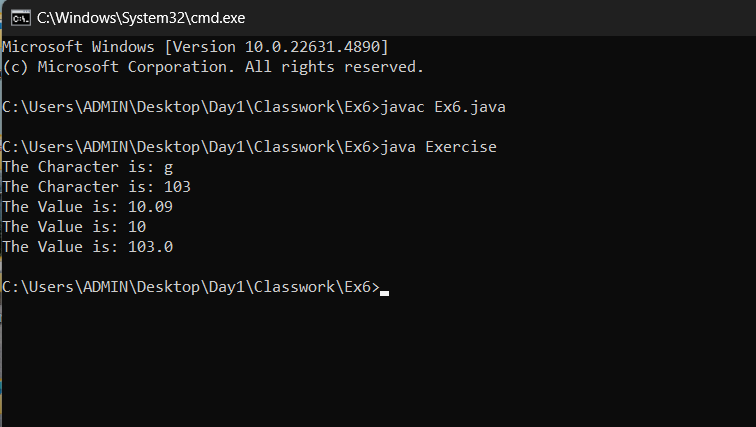 C:\Windows\System32\cmd.exe
Microsoft Windows [Version 10.0.22631.4890]
(c) Microsoft Corporation. All rights reserved.
C:\Users\ADMIN\Desktop\Day1\Classwork\Ex6>javac Ex6.java
C:\Users\ADMIN\Desktop\Day1\Classwork\Ex6>java Exercise
The Character is: g
The Character is: 103
The Value is: 10.09
The Value is: 10
The Value is: 103.0
C:\Users\ADMIN\Desktop\Day1\Classwork\Ex6>